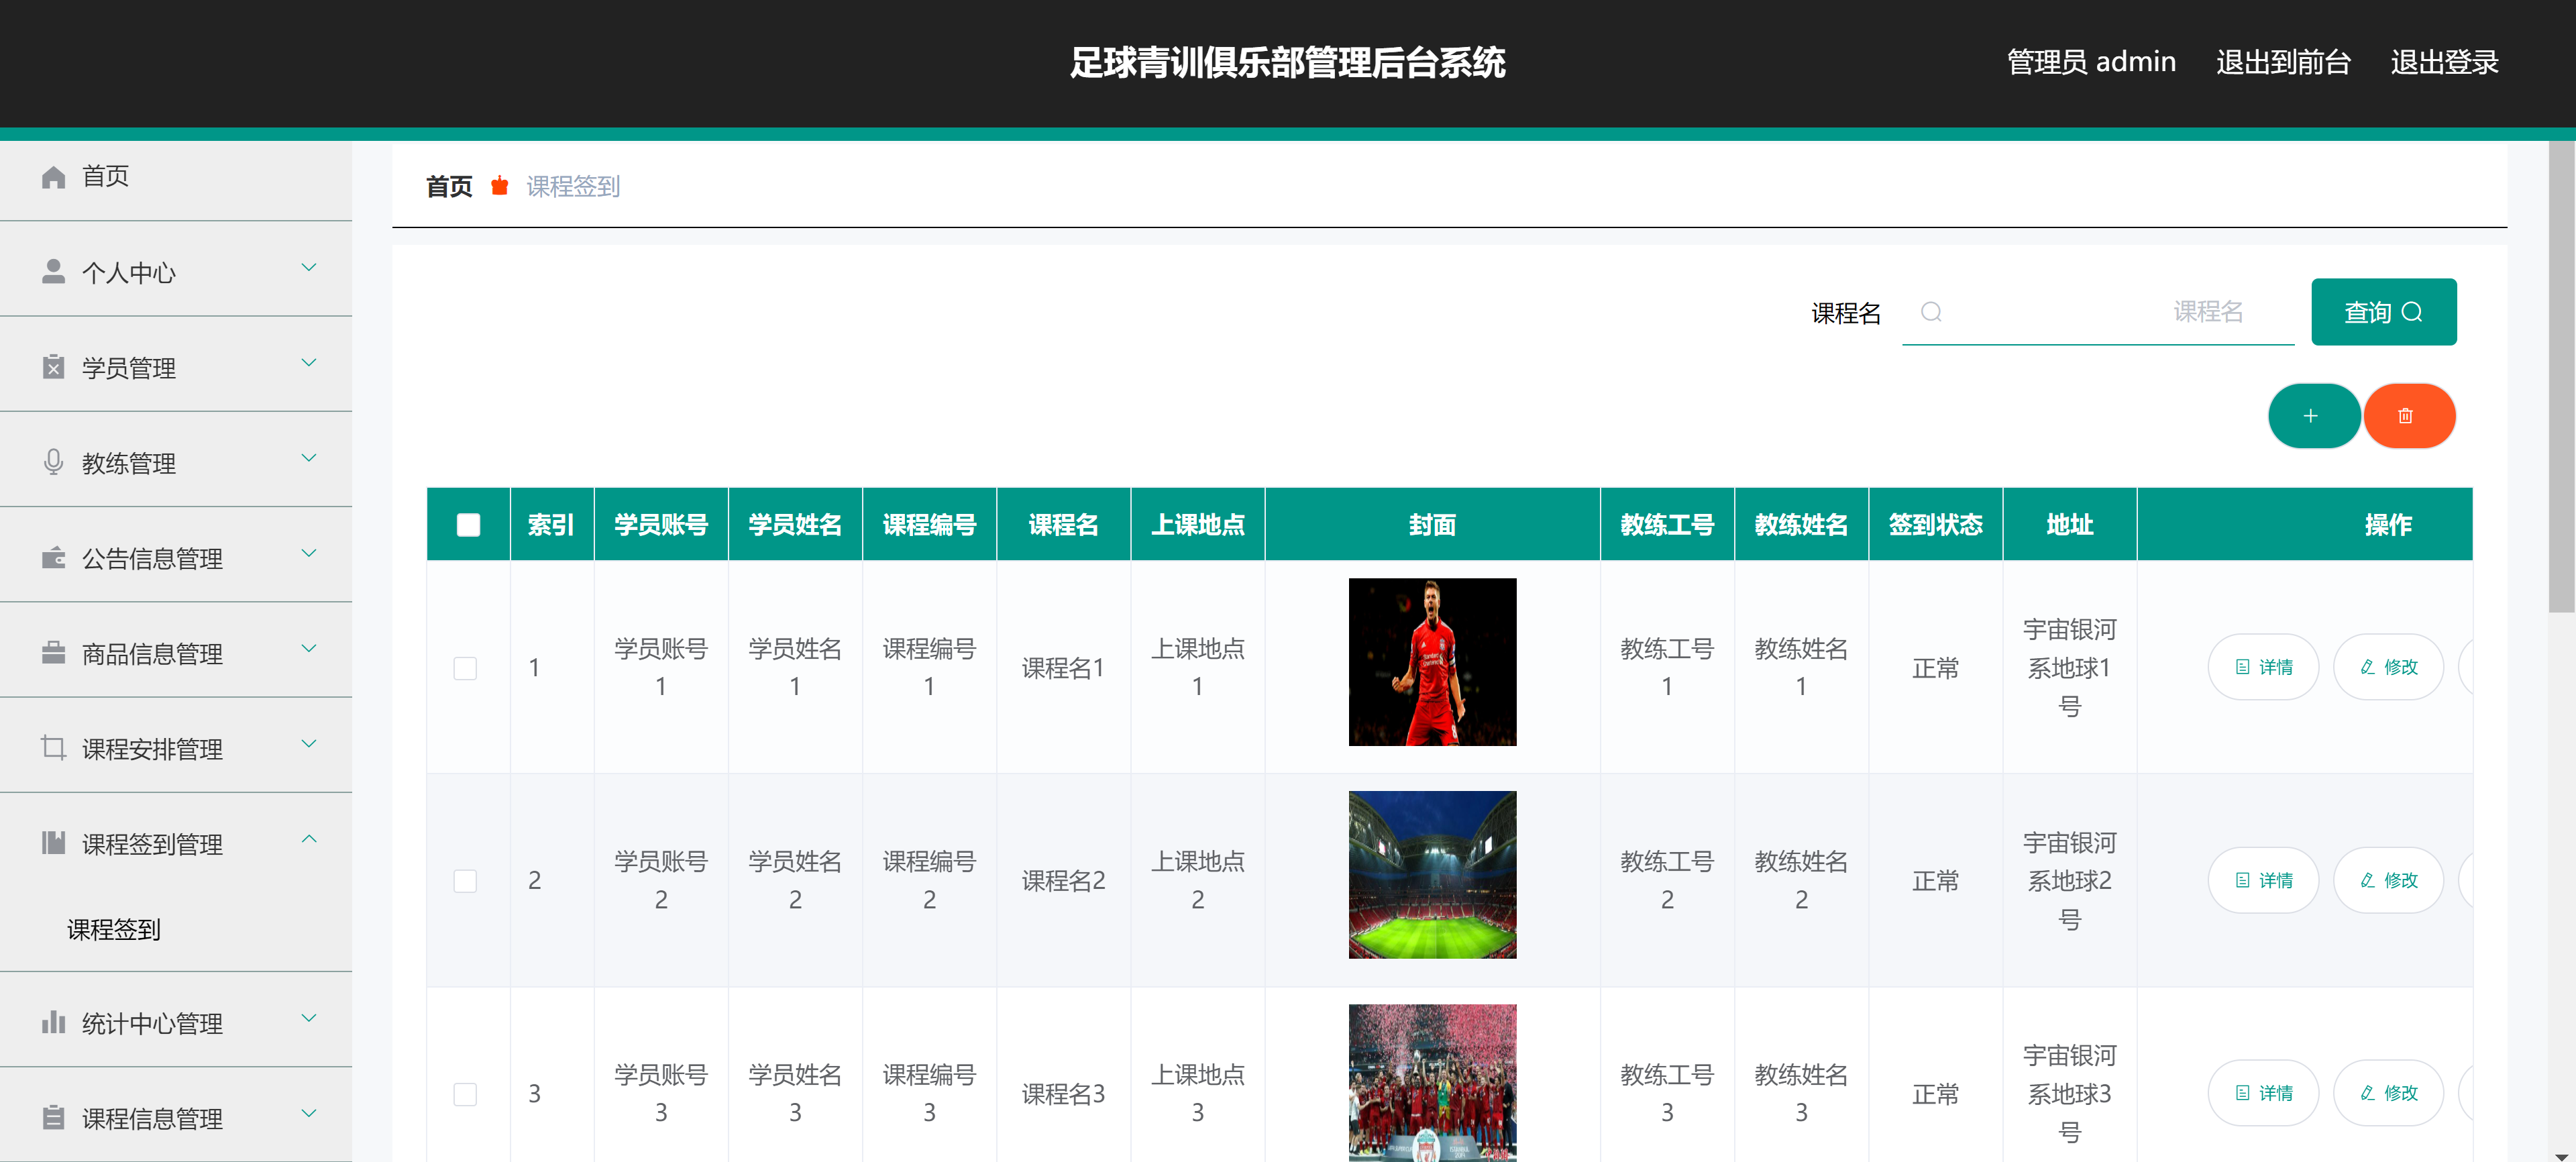 足球青训俱乐部管理后台系统
管理员 admin 退出到前台 退出登录
首页
个人中心
学员管理
教练管理
公告信息管理
商品信息管理
课程安排管理
课程签到管理
课程签到
统计中心管理
课程信息管理
首页 课程签到
课程名 课程名 查询
索引 学员账号 学员姓名 课程编号 课程名 上课地点 封面 教练工号 教练姓名 签到状态 地址 操作
1 学员账号1 学员姓名1 课程编号1 课程名1 上课地点1 教练工号1 教练姓名1 正常 宇宙银河系地球1号 详情 修改
2 学员账号2 学员姓名2 课程编号2 课程名2 上课地点2 教练工号2 教练姓名2 正常 宇宙银河系地球2号 详情 修改
3 学员账号3 学员姓名3 课程编号3 课程名3 上课地点3 教练工号3 教练姓名3 正常 宇宙银河系地球3号 详情 修改